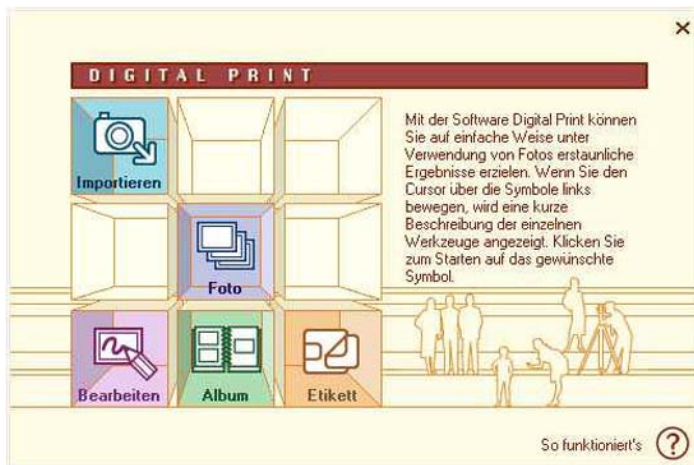 DIGITAL PRINT
Importieren
Mit der Software Digital Print können
Sie auf einfache Weise unter
Verwendung von Fotos erstaunliche
Ergebnisse erzielen. Wenn Sie den
Cursor über die Symbole links
bewegen, wird eine kurze
Beschreibung der einzelnen
Werkzeuge angezeigt. Klicken Sie
zum Starten auf das gewünschte
Symbol.
Foto
Bearbeiten
Album
Etikett
So funktioniert's
?